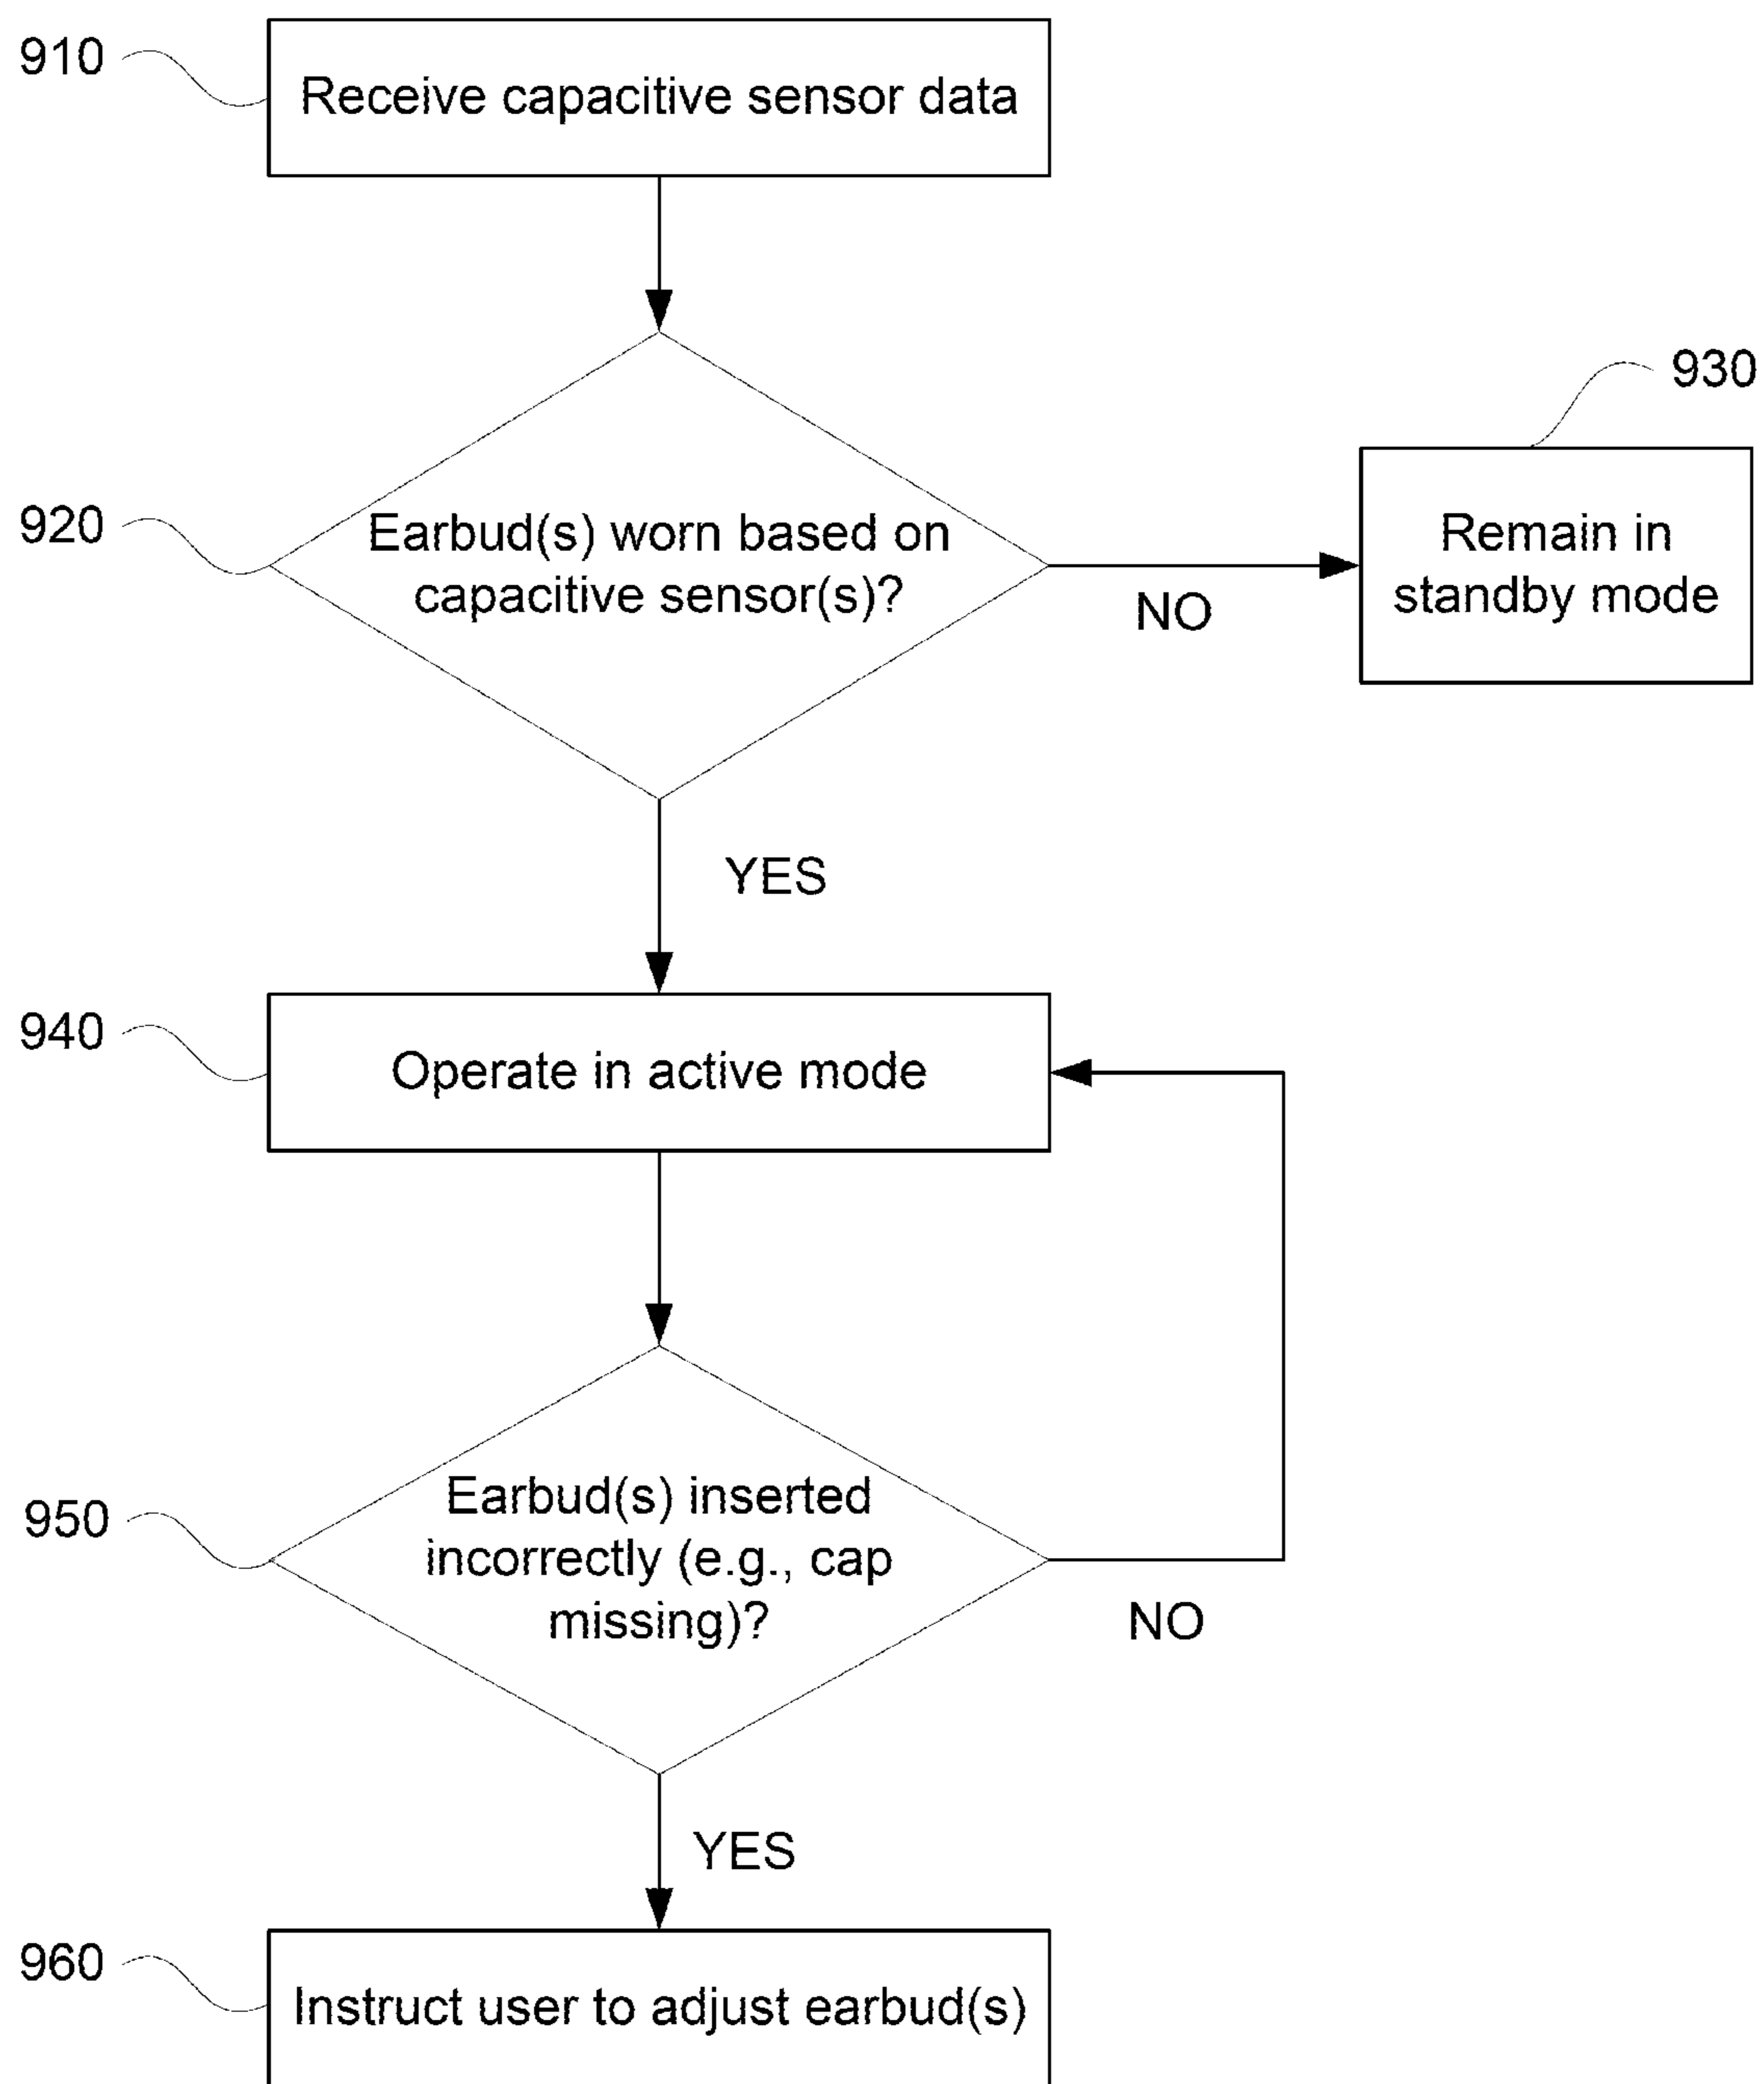 910
Receive capacitive sensor data
920
Earbud(s) worn based on
capacitive sensor(s)?
NO
930
Remain in
standby mode
YES
940
Operate in active mode
950
Earbud(s) inserted
incorrectly (e.g., cap
missing)?
NO
YES
960
Instruct user to adjust earbud(s)